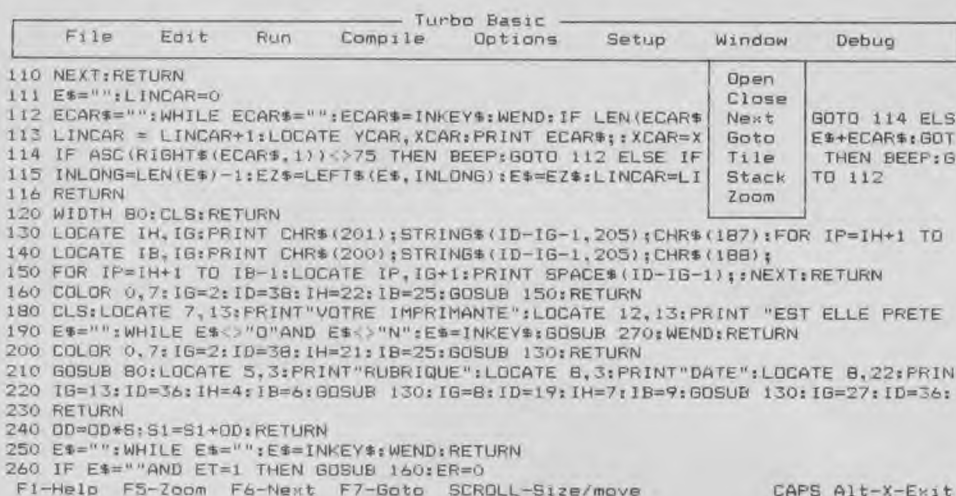 Turbo Basic
File Edit Run Compile Options Setup Window Debug
110 NEXT:RETURN
Open
111 E$="":LINCAR=0
Close
112 ECAR$="":WHILE ECAR$="":ECAR$=INKEY$:WEND:IF LEN(ECAR$ Next GOTO 114 ELS
113 LINCAR = LINCAR+1:LOCATE YCAR,XCAR:PRINT ECAR$;:XCAR=X Goto E$+ECAR$:GOT
114 IF ASC(RIGHT$(ECAR$,1))<>75 THEN BEEP:GOTO 112 ELSE IF Tile THEN BEEP:G
115 INLONG=LEN(E$)-1:EZ$=LEFT$(E$,INLONG):E$=EZ$:LINCAR=LI Stack TO 112
116 RETURN
Zoom
120 WIDTH 80:CLS:RETURN
130 LOCATE IH,IG:PRINT CHR$(201);STRING$(ID-IG-1,205);CHR$(187):FOR IP=IH+1 TO
140 LOCATE IB,IG:PRINT CHR$(200);STRING$(ID-IG-1,205);CHR$(188);
150 FOR IP=IH+1 TO IB-1:LOCATE IP,IG+1:PRINT SPACE$(ID-IG-1);:NEXT:RETURN
160 COLOR 0,7:IG=2:ID=38:IH=22:IB=25:GOSUB 150:RETURN
180 CLS:LOCATE 7,13:PRINT"VOTRE IMPRIMANTE":LOCATE 12,13:PRINT "EST ELLE PRETE
190 E$="":WHILE E$<>"O"AND E$<>"N":E$=INKEY$:GOSUB 270:WEND:RETURN
200 COLOR 0,7:IG=2:ID=38:IH=21:IB=25:GOSUB 130:RETURN
210 GOSUB 80:LOCATE 5,3:PRINT"RUBRIQUE":LOCATE 8,3:PRINT"DATE":LOCATE 8,22:PRIN
220 IG=13:ID=36:IH=4:IB=6:GOSUB 130:IG=8:ID=19:IH=7:IB=9:GOSUB 130:IG=27:ID=36:
230 RETURN
240 OD=OD*S:S1=S1+OD:RETURN
250 E$="":WHILE E$="":E$=INKEY$:WEND:RETURN
260 IF E$=""AND ET=1 THEN GOSUB 160:ER=0
F1-Help F5-Zoom F6-Next F7-Goto SCROLL-Size/move CAPS Alt-X-Exit